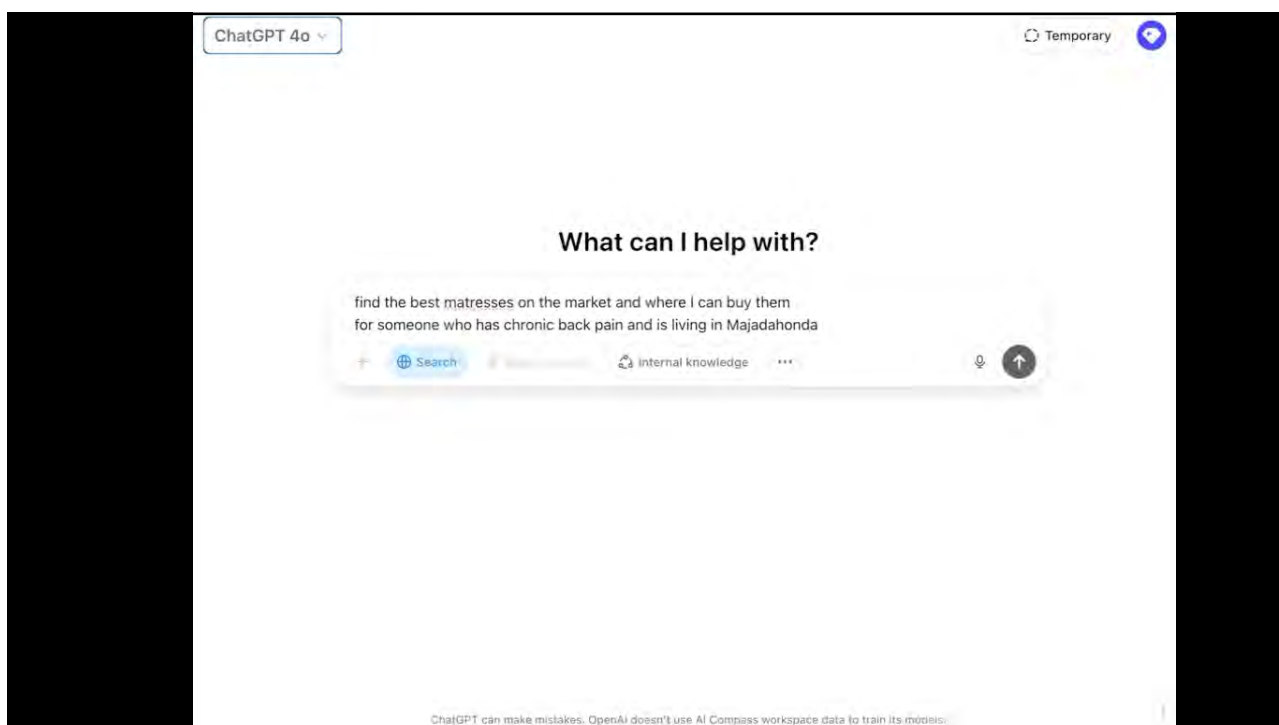 ChatGPT 4o
Temporary
What can I help with?
find the best matresses on the market and where I can buy them
for someone who has chronic back pain and is living in Majadahonda
Search
Internal knowledge
ChatGPT can make mistakes. OpenAI doesn't use AI Compass workspace data to train its models.